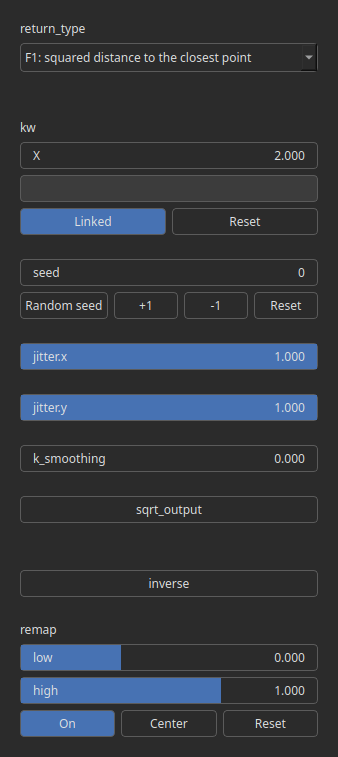 return_type
F1: squared distance to the closest point
kw
X 2.000
Linked Reset
seed 0
Random seed +1 -1 Reset
jitter.x 1.000
jitter.y 1.000
k_smoothing 0.000
sqrt_output
inverse
remap
low 0.000
high 1.000
On Center Reset